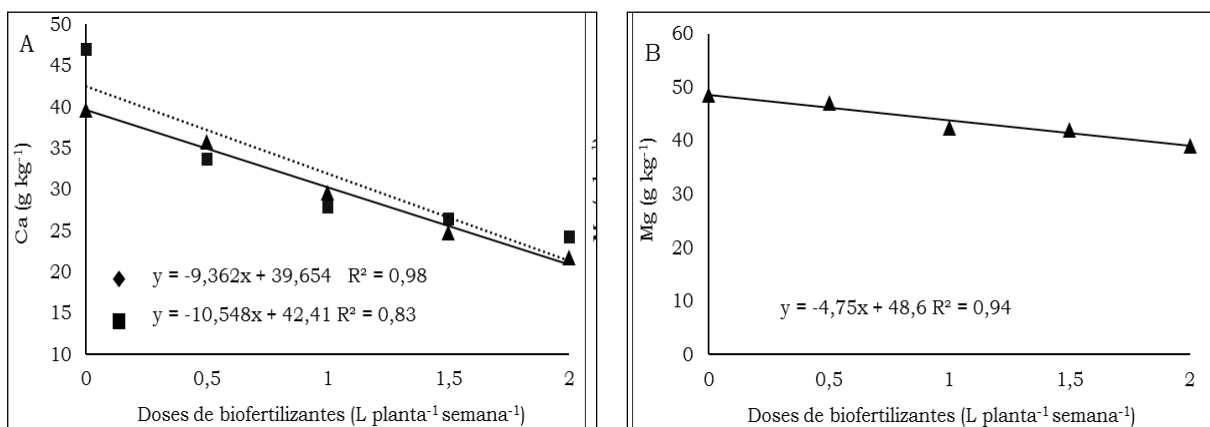 A
Ca (g kg⁻¹)
50
45
40
35
30
25
20
15
10
y = -9,362x + 39,654 R² = 0,98
y = -10,548x + 42,41 R² = 0,83
0 0,5 1 1,5 2
Doses de biofertilizantes (L planta⁻¹ semana⁻¹)
B
Mg (g kg⁻¹)
60
50
40
30
20
10
0
y = -4,75x + 48,6 R² = 0,94
0 0,5 1 1,5 2
Doses de biofertilizantes (L planta⁻¹ semana⁻¹)